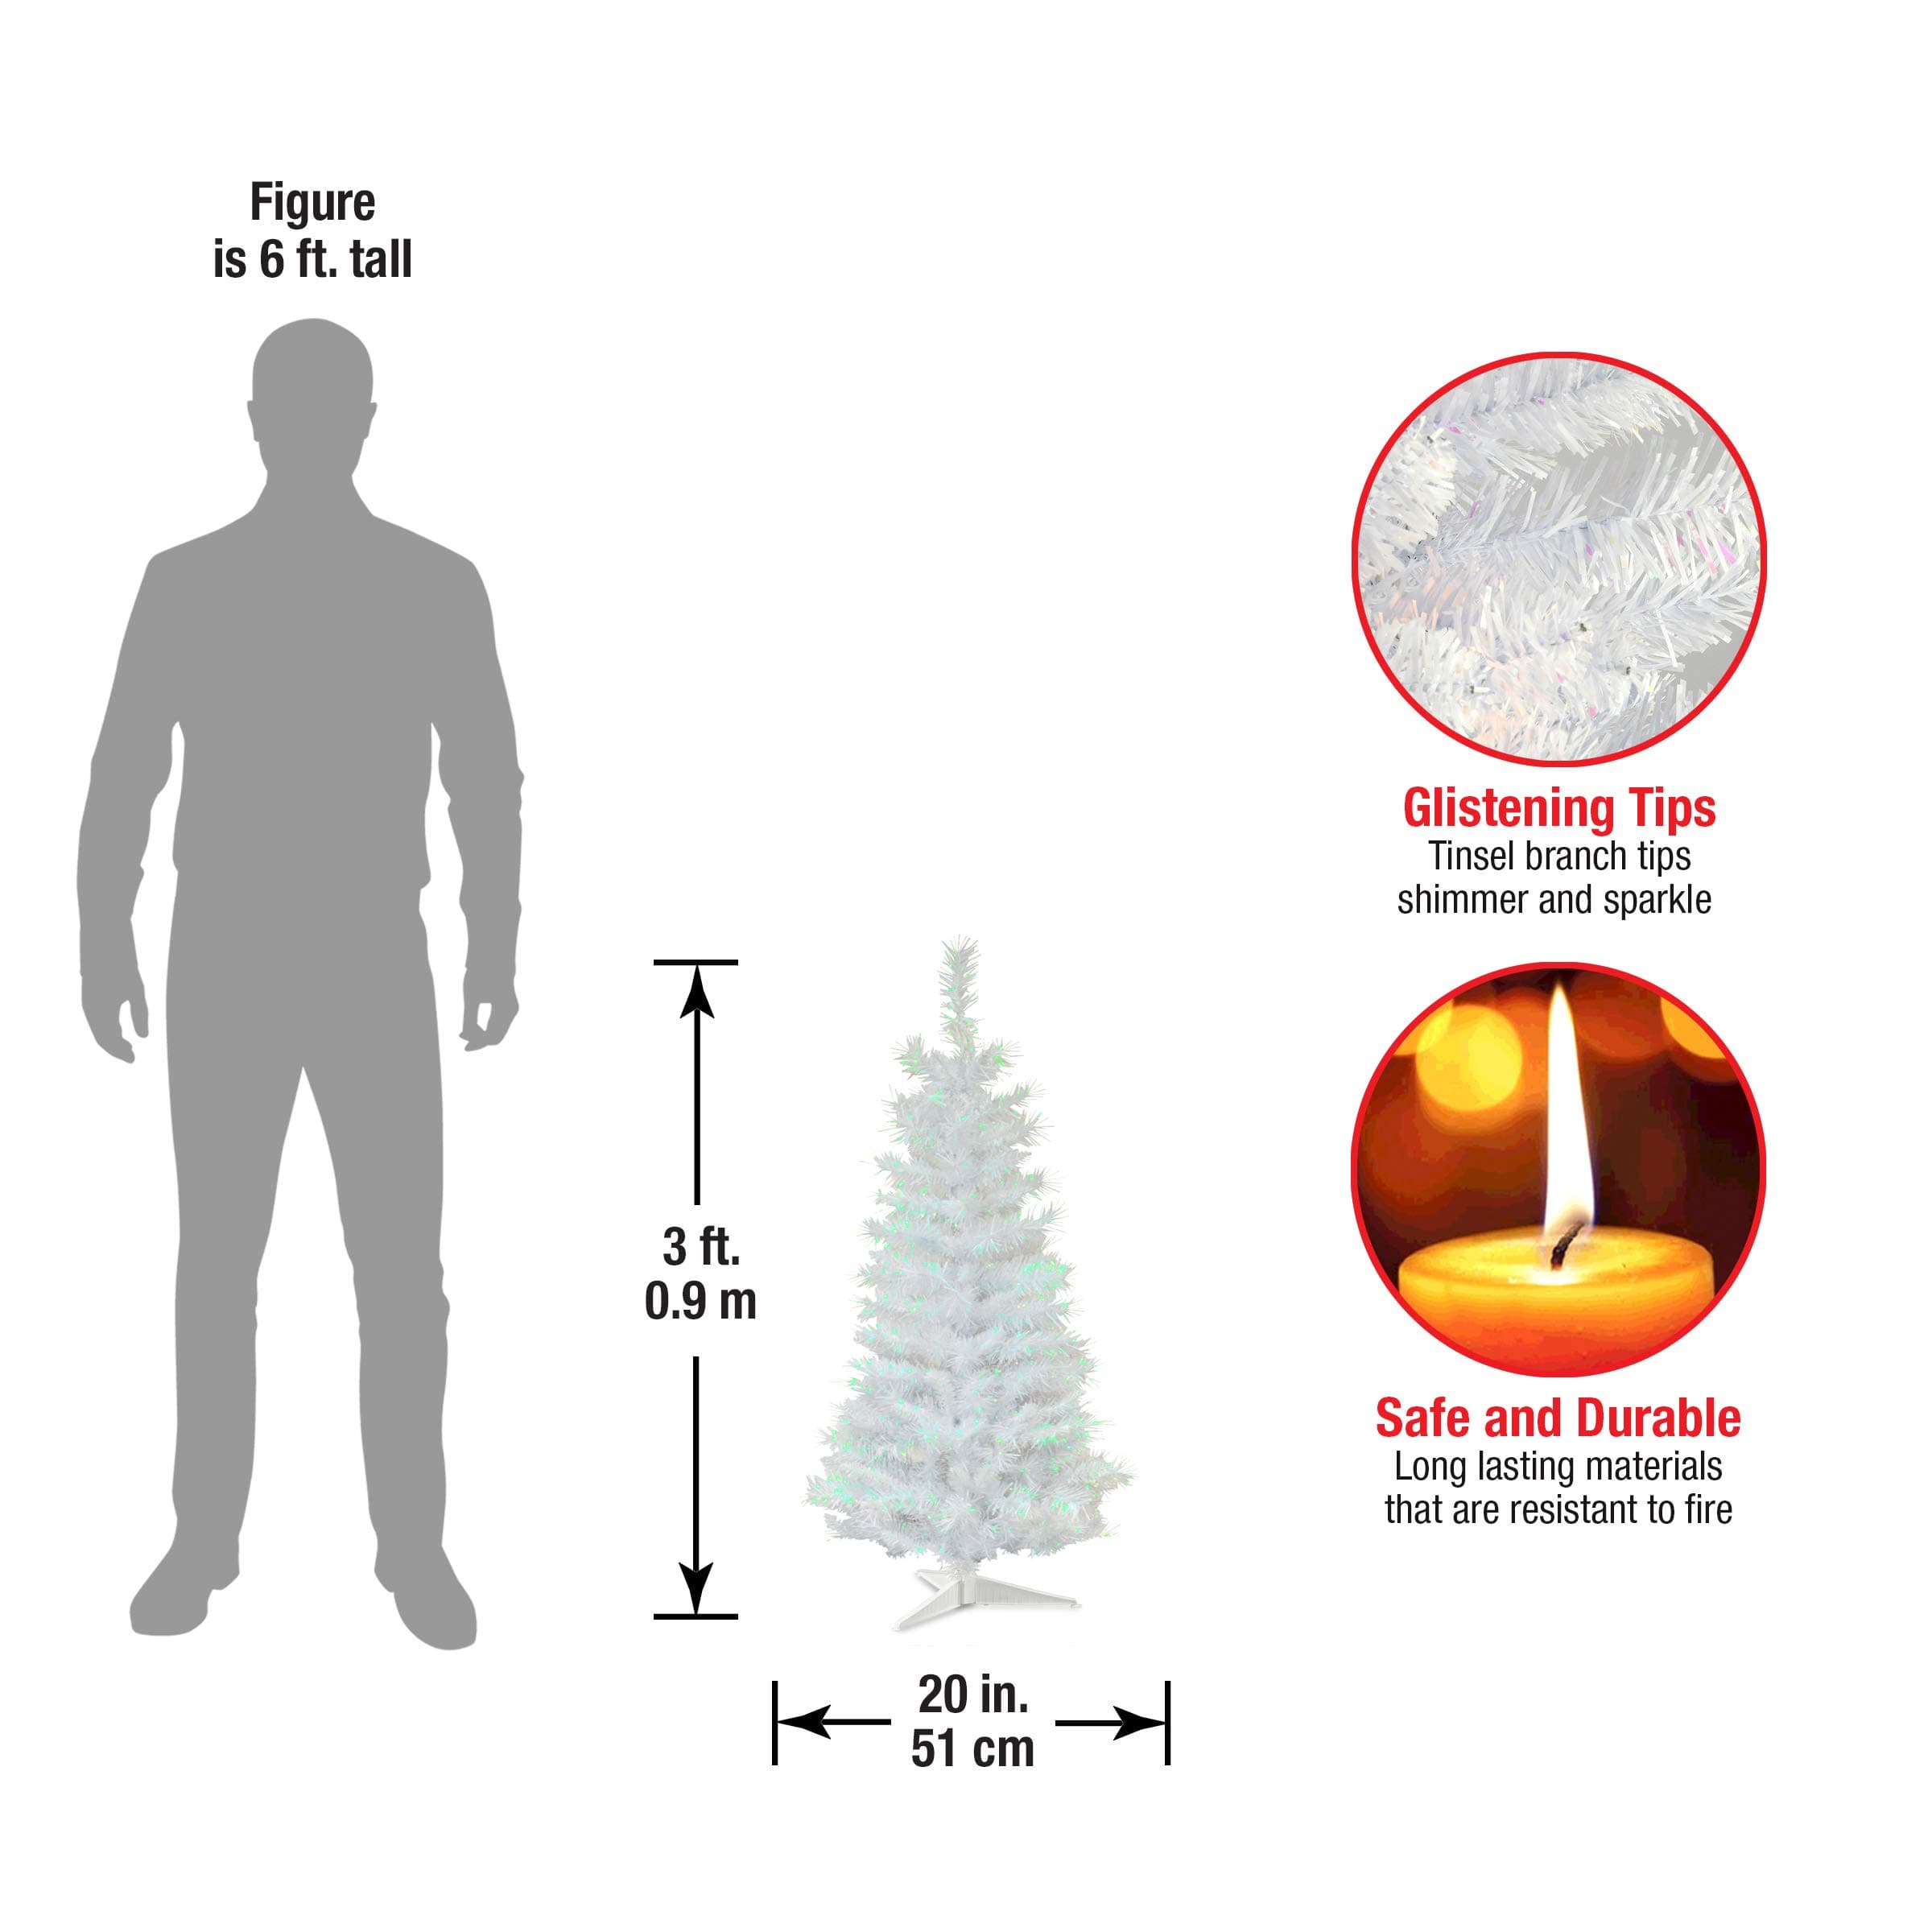 Figure
is 6 ft. tall
3 ft.
0.9 m
20 in.
51 cm
Glistening Tips
Tinsel branch tips
shimmer and sparkle
Safe and Durable
Long lasting materials
that are resistant to fire